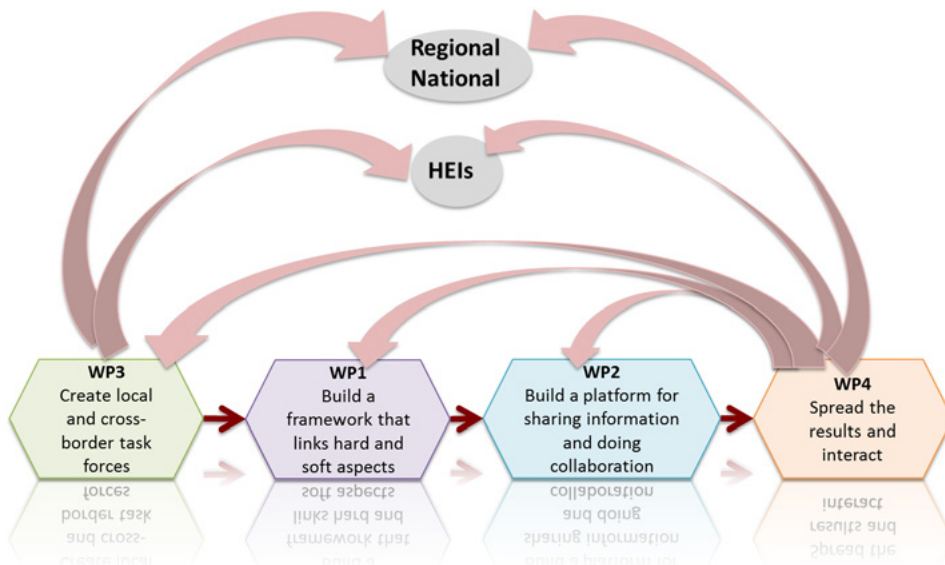 Regional
National
HEIs
WP3
Create local
and cross-
border task
forces
WP1
Build a
framework that
links hard and
soft aspects
WP2
Build a platform for
sharing information
and doing
collaboration
WP4
Spread the
results and
interact